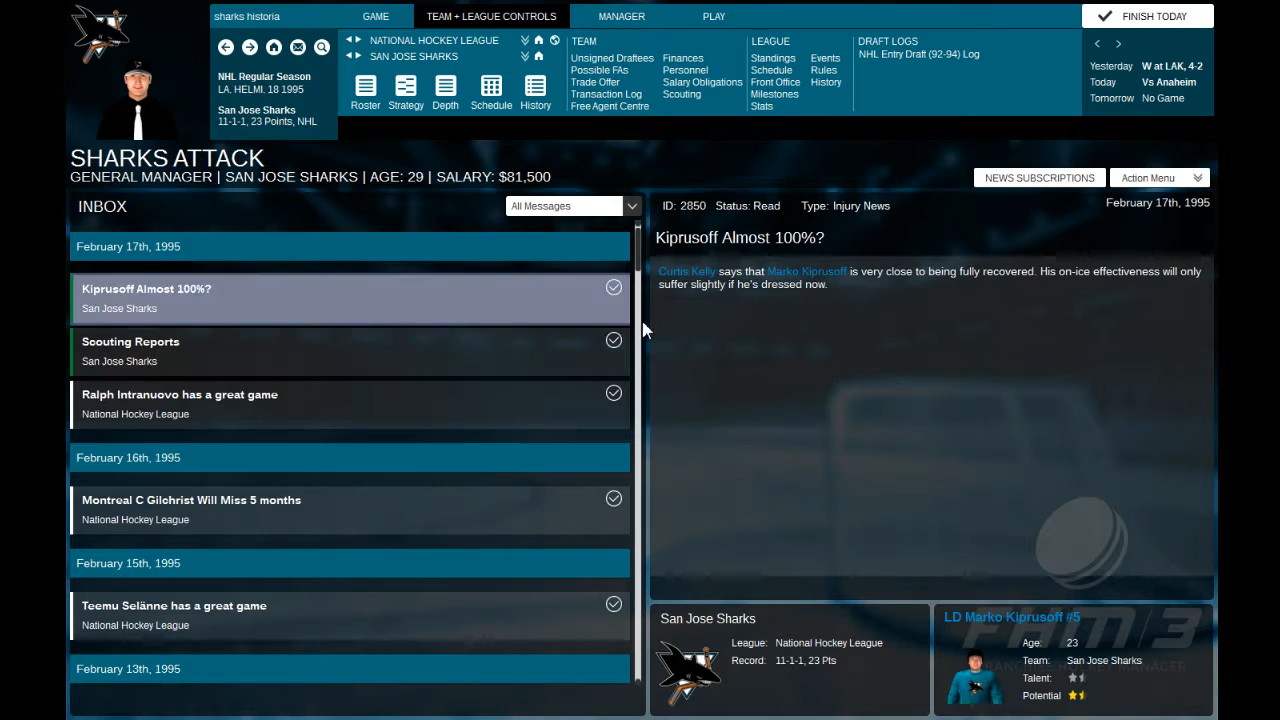 sharks historia
GAME
TEAM + LEAGUE CONTROLS
MANAGER
PLAY
FINISH TODAY
NATIONAL HOCKEY LEAGUE
SAN JOSE SHARKS
Roster
Strategy
Depth
Schedule
History
TEAM
Unsigned Draftees
Possible FAs
Trade Offer
Transaction Log
Free Agent Centre
Finances
Personnel
Salary Obligations
Scouting
LEAGUE
Standings
Schedule
Front Office
Milestones
Stats
Events
Rules
History
DRAFT LOGS
NHL Entry Draft (92-94) Log
Yesterday W at LAK, 4-2
Today Vs Anaheim
Tomorrow No Game
NHL Regular Season
LA. HELMI. 18 1995
San Jose Sharks
11-1-1, 23 Points, NHL
SHARKS ATTACK
GENERAL MANAGER | SAN JOSE SHARKS | AGE: 29 | SALARY: $81,500
NEWS SUBSCRIPTIONS
Action Menu
INBOX
All Messages
February 17th, 1995
Kiprusoff Almost 100%?
San Jose Sharks
Scouting Reports
San Jose Sharks
Ralph Intranuovo has a great game
National Hockey League
February 16th, 1995
Montreal C Gilchrist Will Miss 5 months
National Hockey League
February 15th, 1995
Teemu Selänne has a great game
National Hockey League
February 13th, 1995
ID: 2850 Status: Read Type: Injury News
February 17th, 1995
Kiprusoff Almost 100%?
Curtis Kelly says that Marko Kiprusoff is very close to being fully recovered. His on-ice effectiveness will only
suffer slightly if he's dressed now.
San Jose Sharks
League: National Hockey League
Record: 11-1-1, 23 Pts
LD Marko Kiprusoff #5
Age: 23
Team: San Jose Sharks
Talent:
Potential
FHM/3
FRANCHISE HOCKEY MANAGER